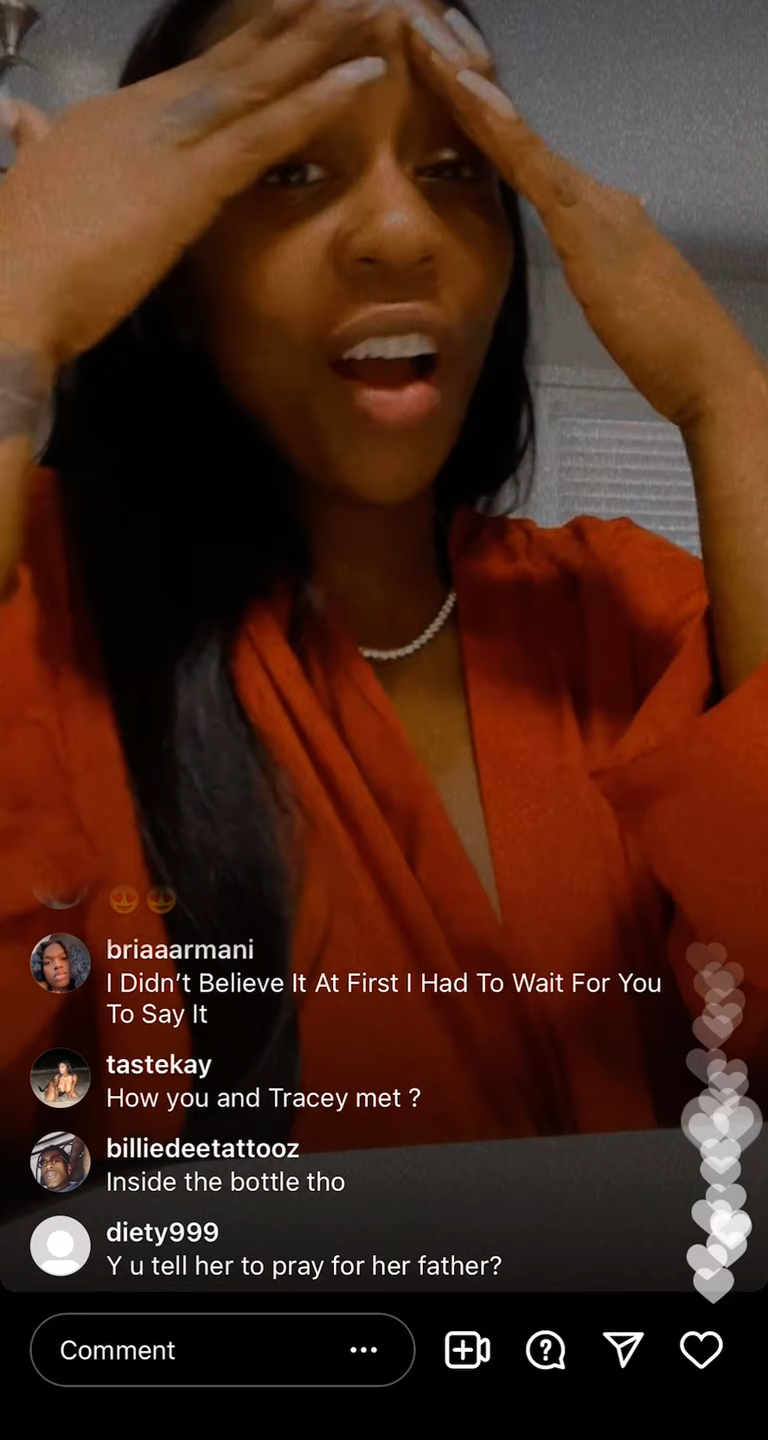 😍 😍
briaaarmani
I Didn’t Believe It At First I Had To Wait For You
To Say It
tastekay
How you and Tracey met ?
billiedeetattooz
Inside the bottle tho
diety999
Y u tell her to pray for her father?
Comment